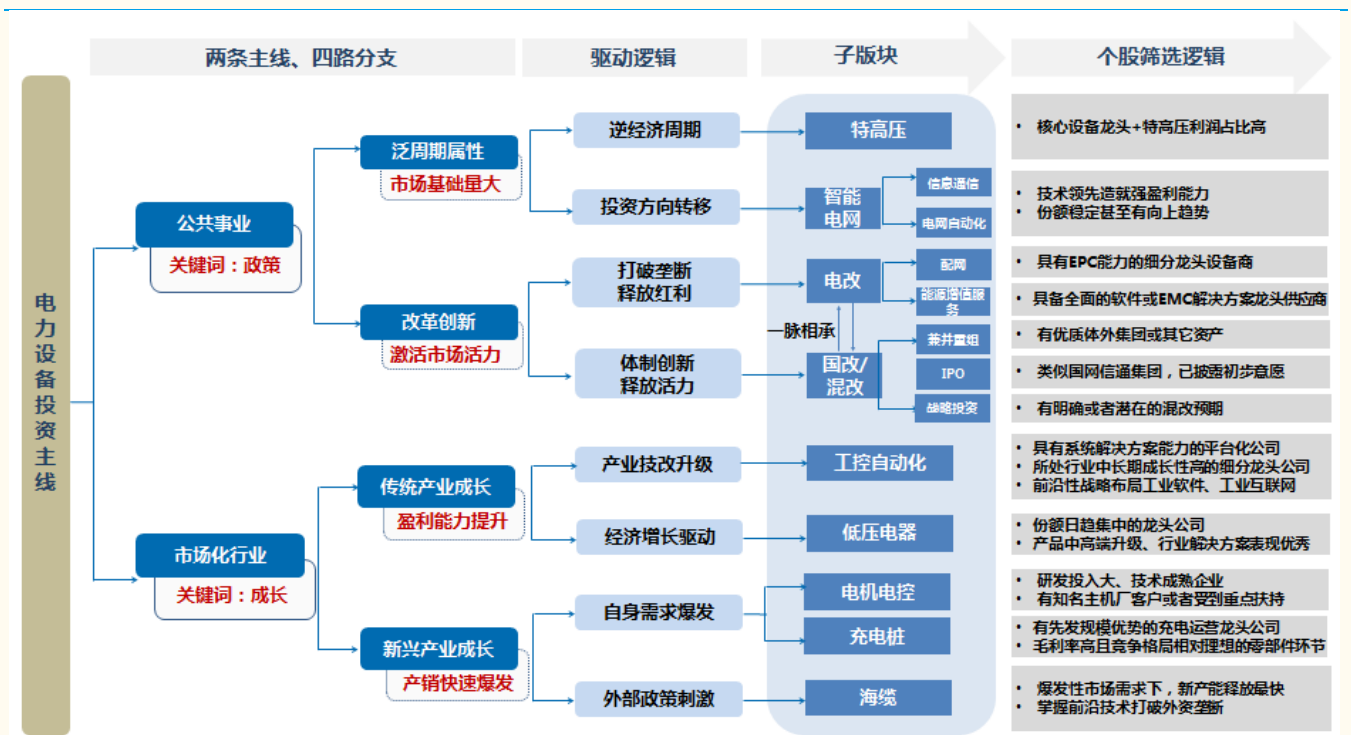 两条主线、四路分支
驱动逻辑
子版块
个股筛选逻辑
电力设备投资主线
公共事业
关键词：政策
市场化行业
关键词：成长
泛周期属性
市场基础量大
改革创新
激活市场活力
传统产业成长
盈利能力提升
新兴产业成长
产销快速爆发
逆经济周期
投资方向转移
打破垄断
释放红利
体制创新
释放活力
产业技改升级
经济增长驱动
自身需求爆发
外部政策刺激
特高压
智能
电网
信息通信
电网自动化
电改
配网
能源增值服
务
一脉相承
国改/
混改
兼并重组
IPO
战略投资
工控自动化
低压电器
电机电控
充电桩
海缆
• 核心设备龙头+特高压利润占比高
• 技术领先造就强盈利能力
• 份额稳定甚至有向上趋势
• 具有EPC能力的细分龙头设备商
• 具备全面的软件或EMC解决方案龙头供应商
• 有优质体外集团或其它资产
• 类似国网信通集团，已披露初步意愿
• 有明确或者潜在的混改预期
• 具有系统解决方案能力的平台化公司
• 所处行业中长期成长性高的细分龙头公司
• 前沿性战略布局工业软件、工业互联网
• 份额日趋集中的龙头公司
• 产品中高端升级、行业解决方案表现优秀
• 研发投入大、技术成熟企业
• 有知名主机厂客户或者受到重点扶持
• 有先发规模优势的充电运营龙头公司
• 毛利率高且竞争格局相对理想的零部件环节
• 爆发性市场需求下，新产能释放最快
• 掌握前沿技术打破外资垄断